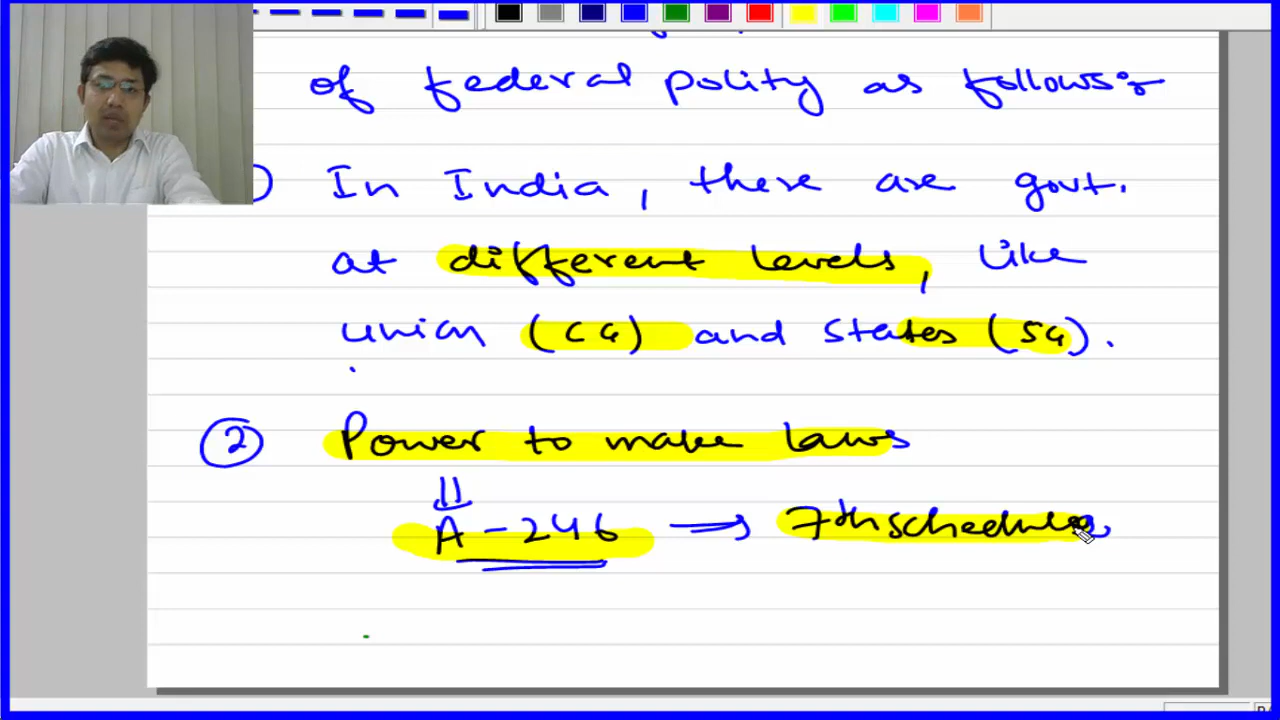 of federal polity as follows:-
) In India, there are govt.
at different levels, like
union (CG) and states (SG).
② Power to make laws
A - 246 → 7th schedule